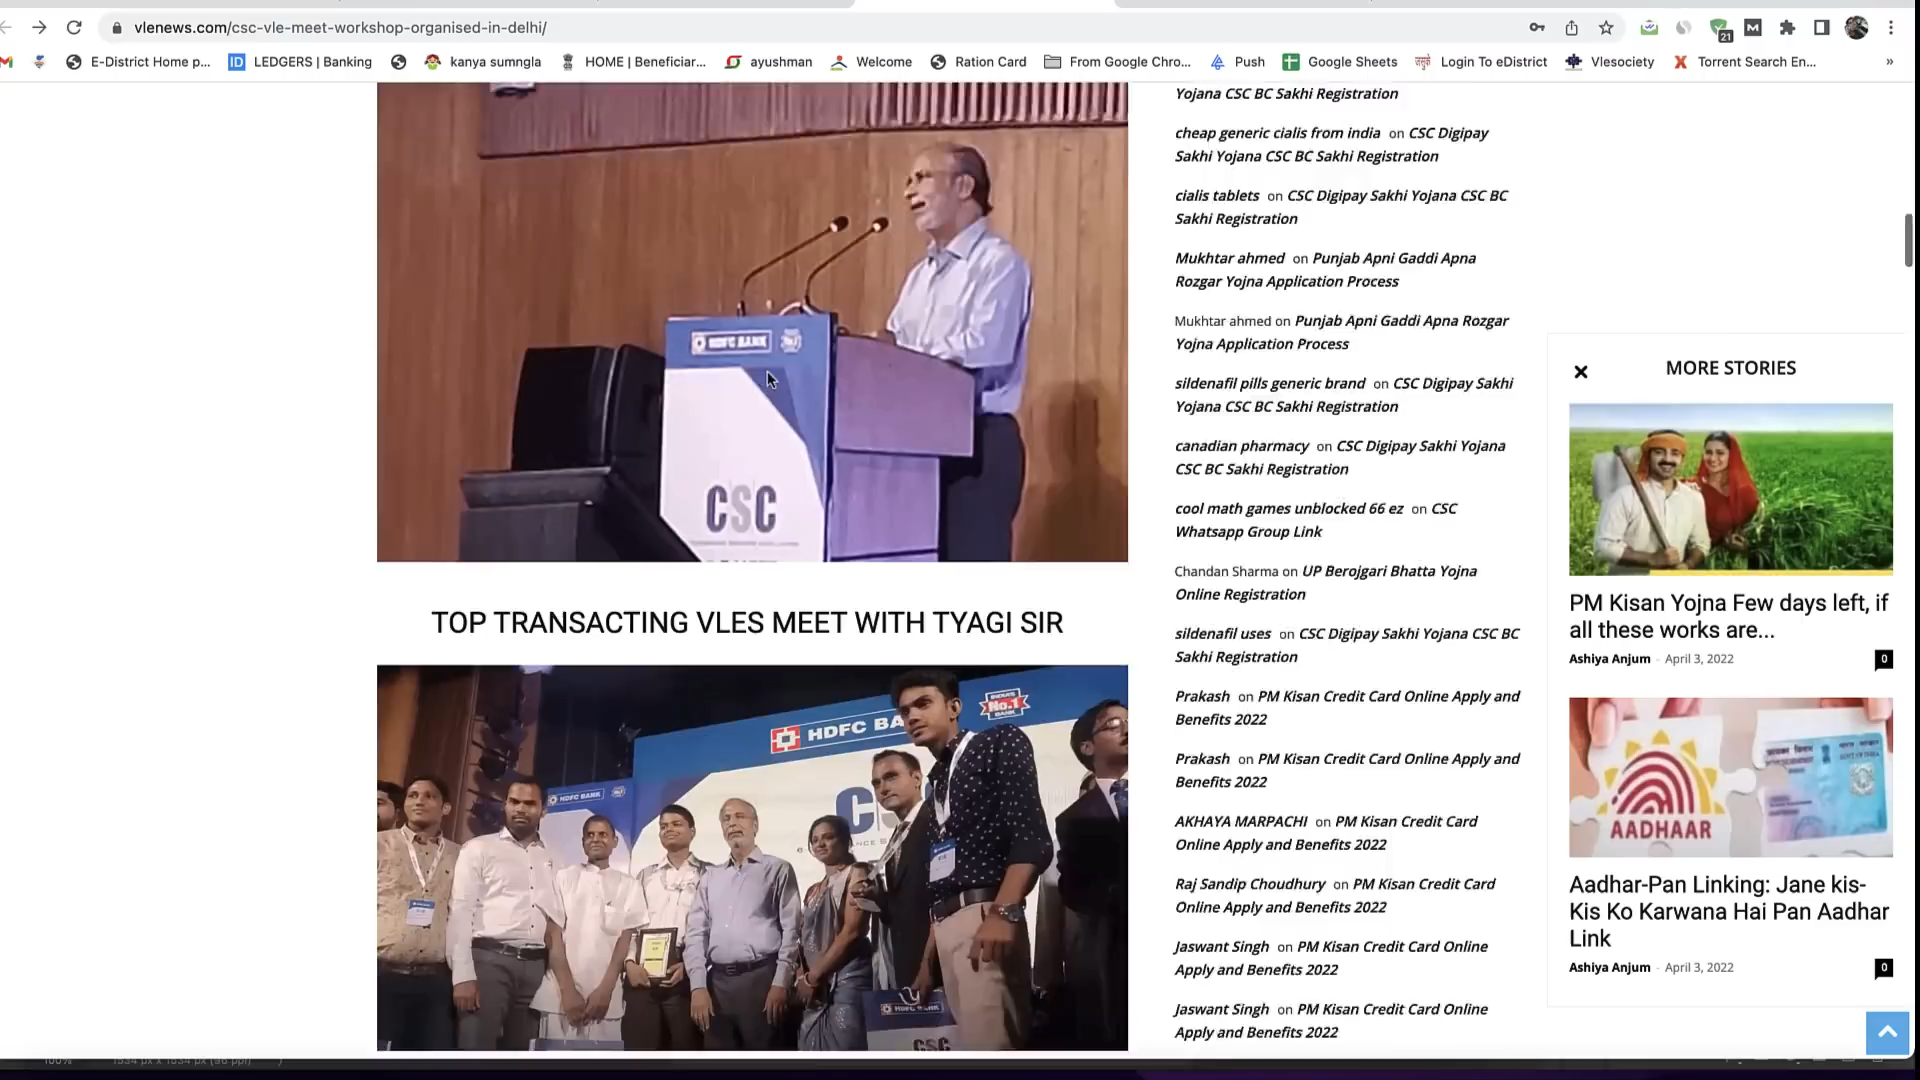 vlenews.com/csc-vle-meet-workshop-organised-in-delhi/
21
E-District Home p...
LEDGERS | Banking
kanya sumngla
HOME | Beneficiar...
ayushman
Welcome
Ration Card
From Google Chro...
Push
Google Sheets
Login To eDistrict
Vlesociety
Torrent Search En...
»
HDFC BANK
CSC
TOP TRANSACTING VLES MEET WITH TYAGI SIR
INDIA'S
No.1
BANK
HDFC BA
HDFC BANK
CS
HDFC BANK
CSC
Yojana CSC BC Sakhi Registration
cheap generic cialis from india on CSC Digipay
Sakhi Yojana CSC BC Sakhi Registration
cialis tablets on CSC Digipay Sakhi Yojana CSC BC
Sakhi Registration
Mukhtar ahmed on Punjab Apni Gaddi Apna
Rozgar Yojna Application Process
Mukhtar ahmed on Punjab Apni Gaddi Apna Rozgar
Yojna Application Process
sildenafil pills generic brand on CSC Digipay Sakhi
Yojana CSC BC Sakhi Registration
canadian pharmacy on CSC Digipay Sakhi Yojana
CSC BC Sakhi Registration
cool math games unblocked 66 ez on CSC
Whatsapp Group Link
Chandan Sharma on UP Berojgari Bhatta Yojna
Online Registration
sildenafil uses on CSC Digipay Sakhi Yojana CSC BC
Sakhi Registration
Prakash on PM Kisan Credit Card Online Apply and
Benefits 2022
Prakash on PM Kisan Credit Card Online Apply and
Benefits 2022
AKHAYA MARPACHI on PM Kisan Credit Card
Online Apply and Benefits 2022
Raj Sandip Choudhury on PM Kisan Credit Card
Online Apply and Benefits 2022
Jaswant Singh on PM Kisan Credit Card Online
Apply and Benefits 2022
Jaswant Singh on PM Kisan Credit Card Online
Apply and Benefits 2022
MORE STORIES
PM Kisan Yojna Few days left, if
all these works are...
Ashiya Anjum - April 3, 2022
0
AADHAAR
Aadhar-Pan Linking: Jane kis-
Kis Ko Karwana Hai Pan Aadhar
Link
Ashiya Anjum - April 3, 2022
0